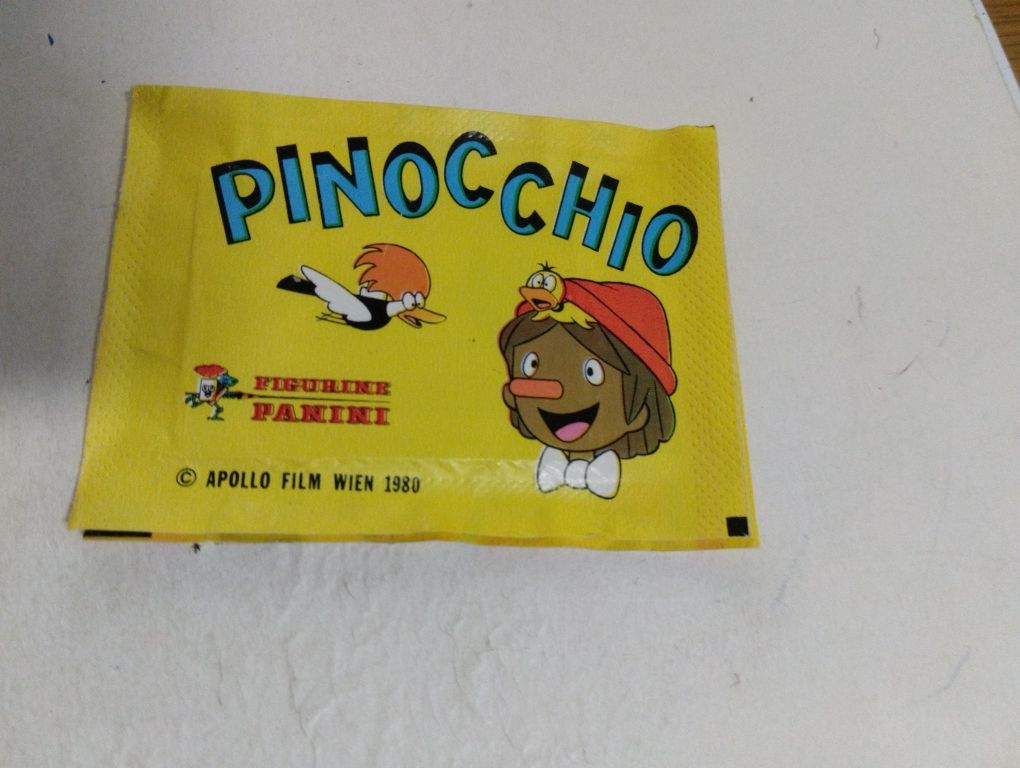 PINOCCHIO
FIGURINE
PANINI
© APOLLO FILM WIEN 1980